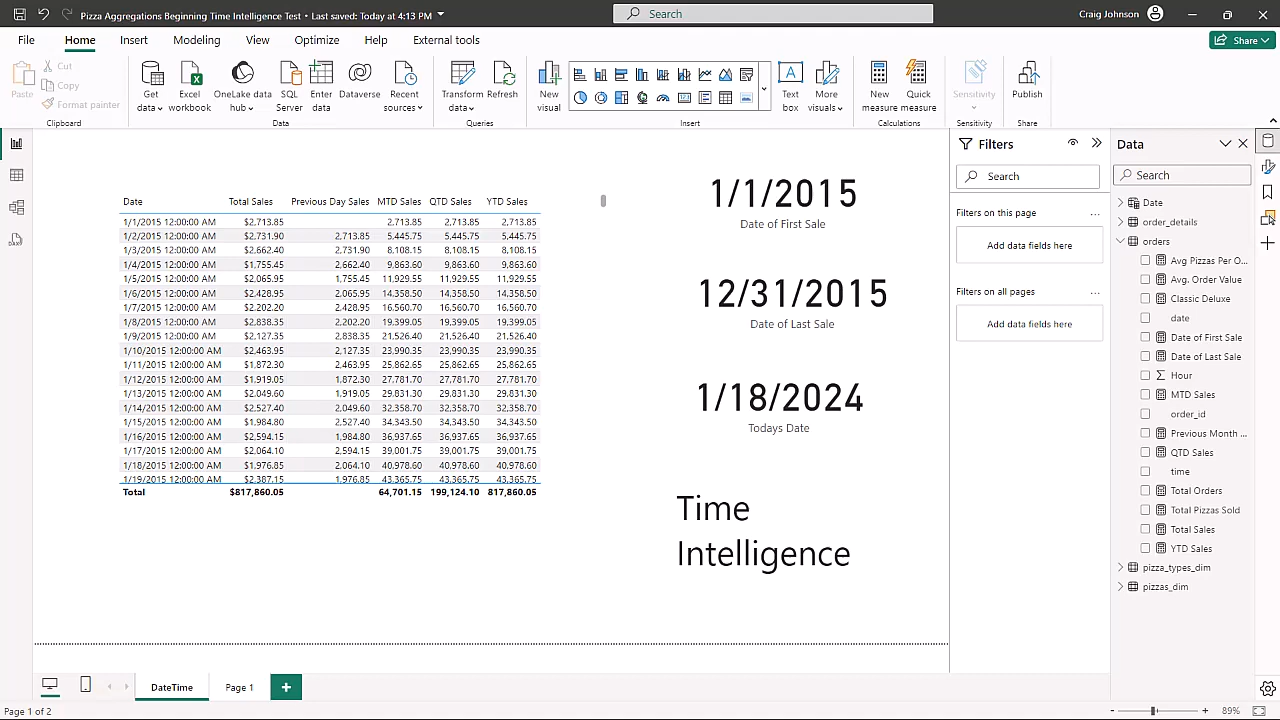 Pizza Aggregations Beginning Time Intelligence Test • Last saved: Today at 4:13 PM
Search
Craig Johnson
File Home Insert Modeling View Optimize Help External tools
Share
Paste
Cut
Copy
Format painter
Get data
Excel workbook
OneLake data hub
SQL Server
Enter data
Dataverse
Recent sources
Transform data
Refresh
New visual
Text box
More visuals
New measure
Quick measure
Sensitivity
Publish
Clipboard Data Queries Insert Calculations Sensitivity Share
Date Total Sales Previous Day Sales MTD Sales QTD Sales YTD Sales
1/1/2015 12:00:00 AM $2,713.85 2,713.85 2,713.85 2,713.85
1/2/2015 12:00:00 AM $2,731.90 2,713.85 5,445.75 5,445.75 5,445.75
1/3/2015 12:00:00 AM $2,662.40 2,731.90 8,108.15 8,108.15 8,108.15
1/4/2015 12:00:00 AM $1,755.45 2,662.40 9,863.60 9,863.60 9,863.60
1/5/2015 12:00:00 AM $2,065.95 1,755.45 11,929.55 11,929.55 11,929.55
1/6/2015 12:00:00 AM $2,428.95 2,065.95 14,358.50 14,358.50 14,358.50
1/7/2015 12:00:00 AM $2,202.20 2,428.95 16,560.70 16,560.70 16,560.70
1/8/2015 12:00:00 AM $2,838.35 2,202.20 19,399.05 19,399.05 19,399.05
1/9/2015 12:00:00 AM $2,127.35 2,838.35 21,526.40 21,526.40 21,526.40
1/10/2015 12:00:00 AM $2,463.95 2,127.35 23,990.35 23,990.35 23,990.35
1/11/2015 12:00:00 AM $1,872.30 2,463.95 25,862.65 25,862.65 25,862.65
1/12/2015 12:00:00 AM $1,919.05 1,872.30 27,781.70 27,781.70 27,781.70
1/13/2015 12:00:00 AM $2,049.60 1,919.05 29,831.30 29,831.30 29,831.30
1/14/2015 12:00:00 AM $2,527.40 2,049.60 32,358.70 32,358.70 32,358.70
1/15/2015 12:00:00 AM $1,984.80 2,527.40 34,343.50 34,343.50 34,343.50
1/16/2015 12:00:00 AM $2,594.15 1,984.80 36,937.65 36,937.65 36,937.65
1/17/2015 12:00:00 AM $2,064.10 2,594.15 39,001.75 39,001.75 39,001.75
1/18/2015 12:00:00 AM $1,976.85 2,064.10 40,978.60 40,978.60 40,978.60
1/19/2015 12:00:00 AM $2,387.15 1,976.85 43,365.75 43,365.75 43,365.75
Total $817,860.05 64,701.15 199,124.10 817,860.05
1/1/2015
Date of First Sale
12/31/2015
Date of Last Sale
1/18/2024
Todays Date
Time
Intelligence
Filters
Search
Filters on this page ...
Add data fields here
Filters on all pages ...
Add data fields here
Data
Search
Date
order_details
orders
Avg Pizzas Per O...
Avg. Order Value
Classic Deluxe
date
Date of First Sale
Date of Last Sale
Hour
MTD Sales
order_id
Previous Month ...
QTD Sales
time
Total Orders
Total Pizzas Sold
Total Sales
YTD Sales
pizza_types_dim
pizzas_dim
DateTime Page 1
Page 1 of 2
89%